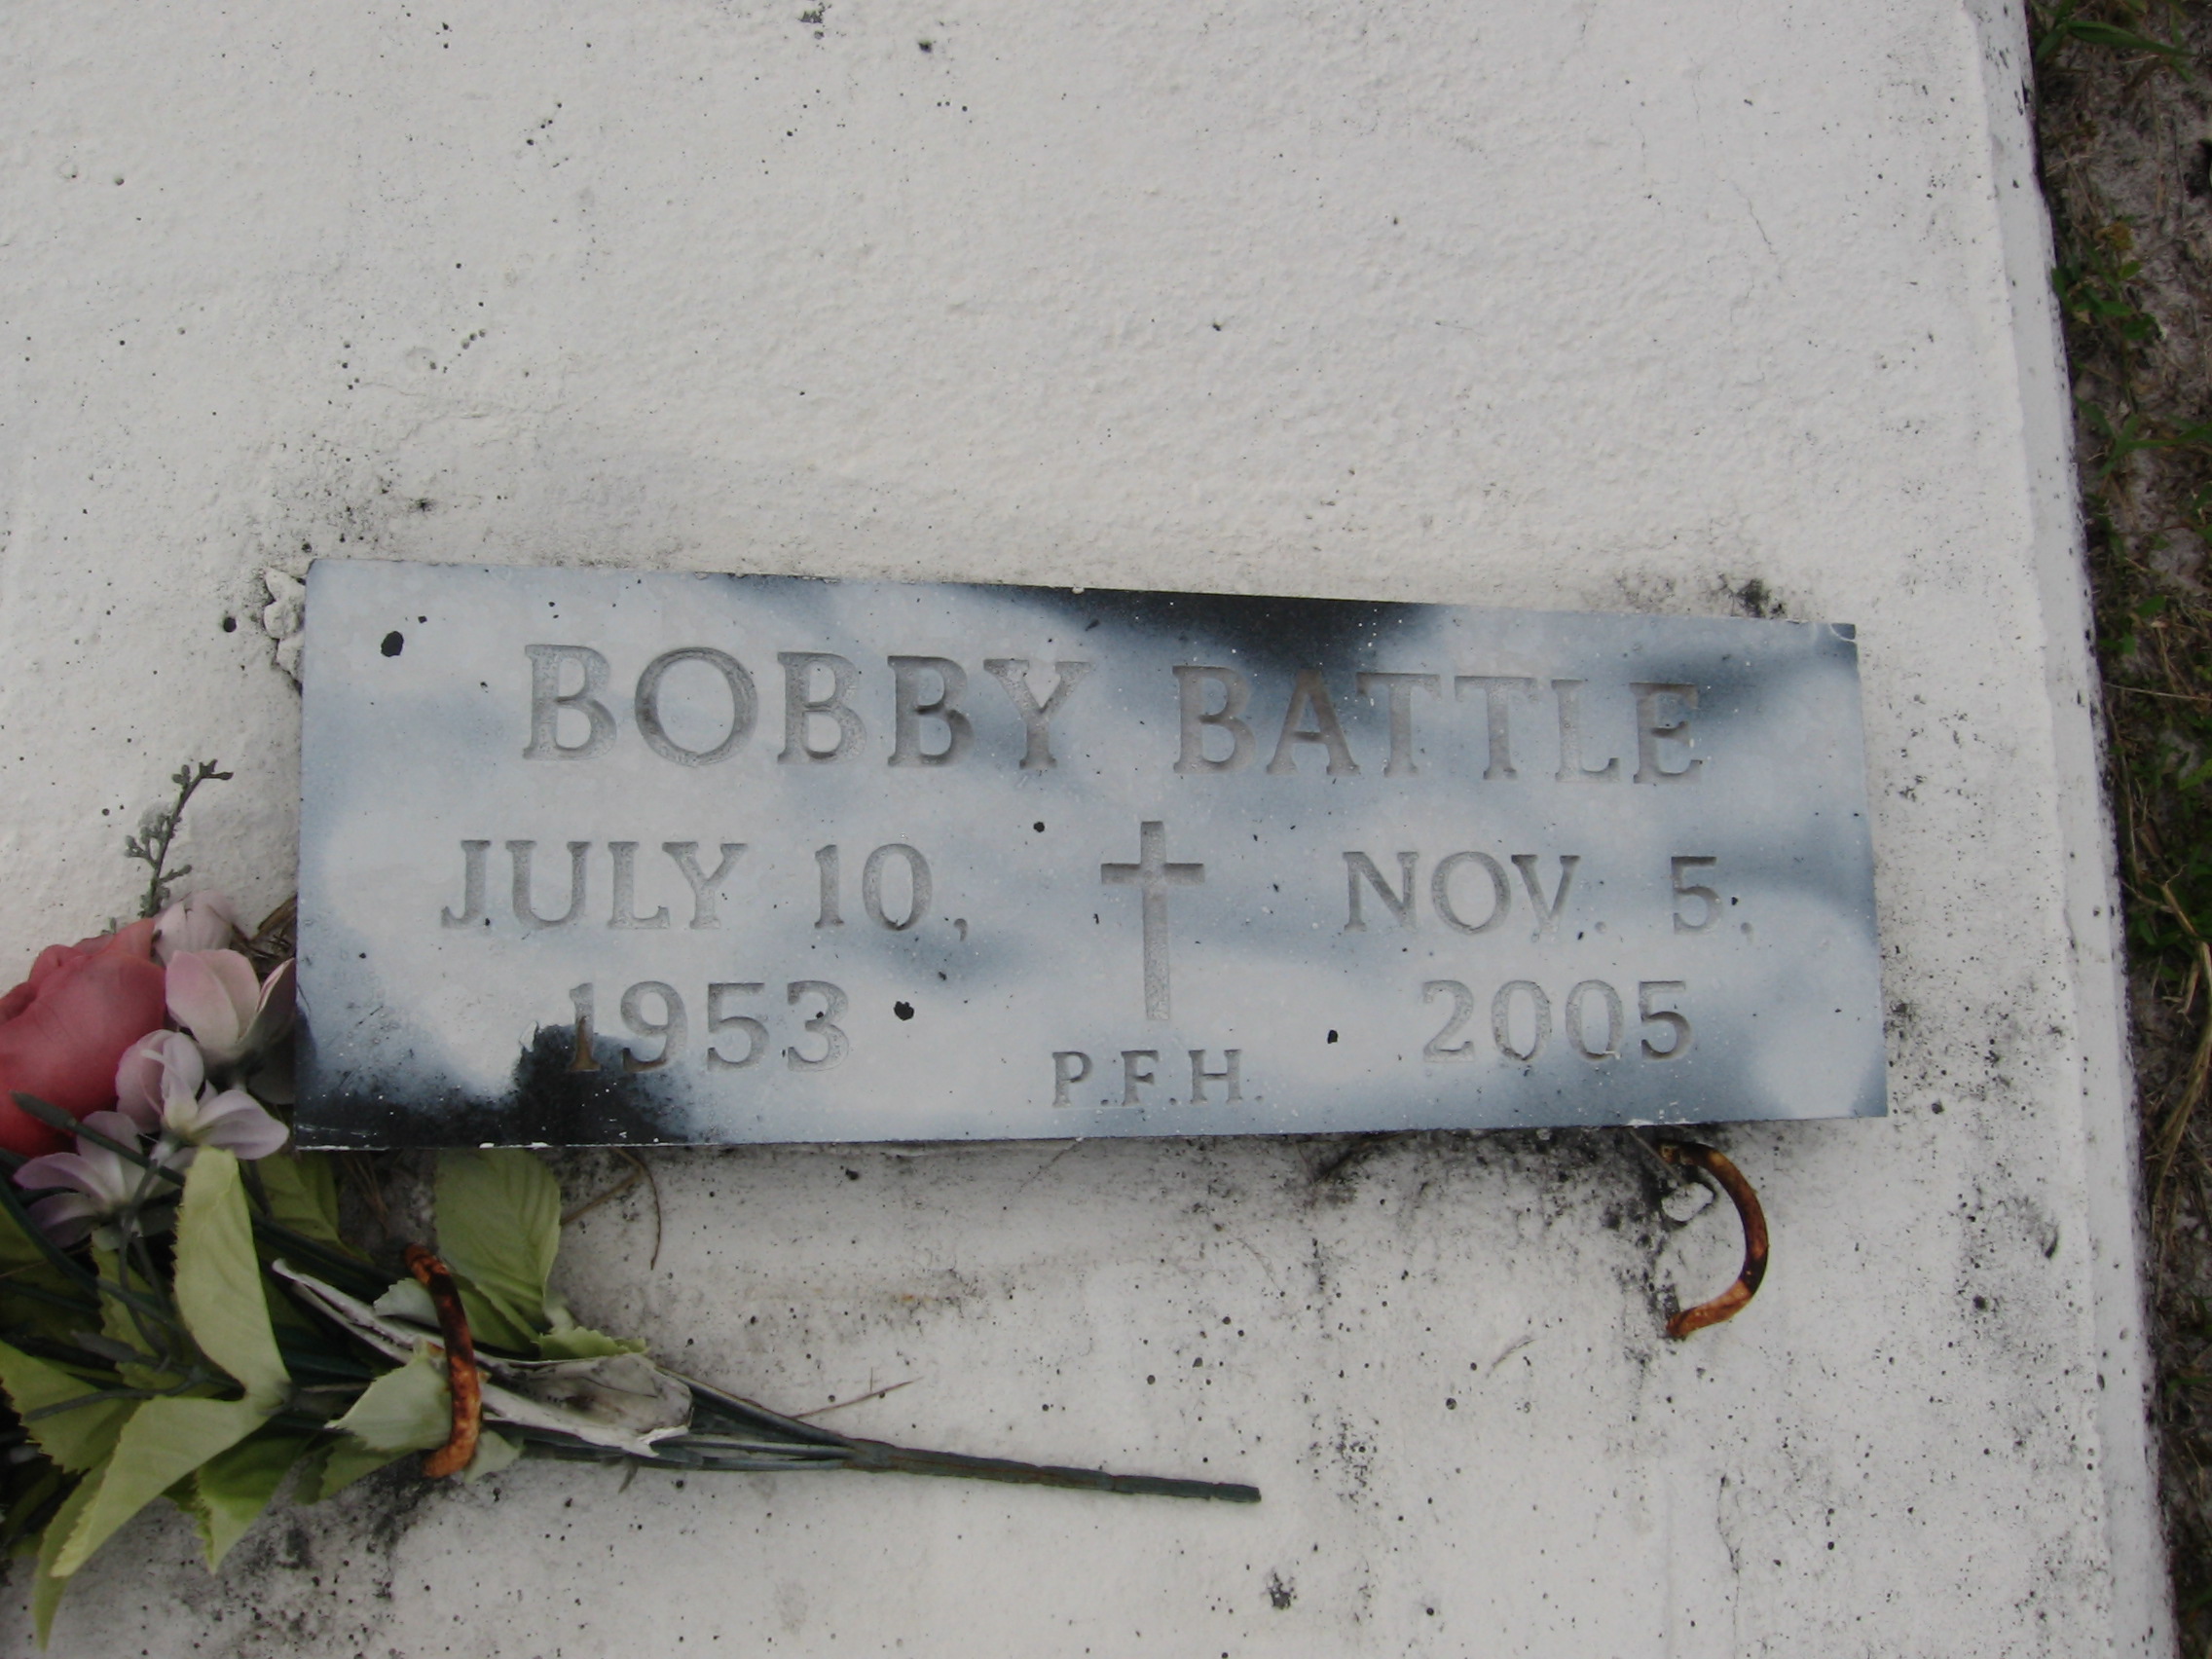 BOBBY BATTLE
JULY 10, NOV. 5,
1953 2005
P.F.H.